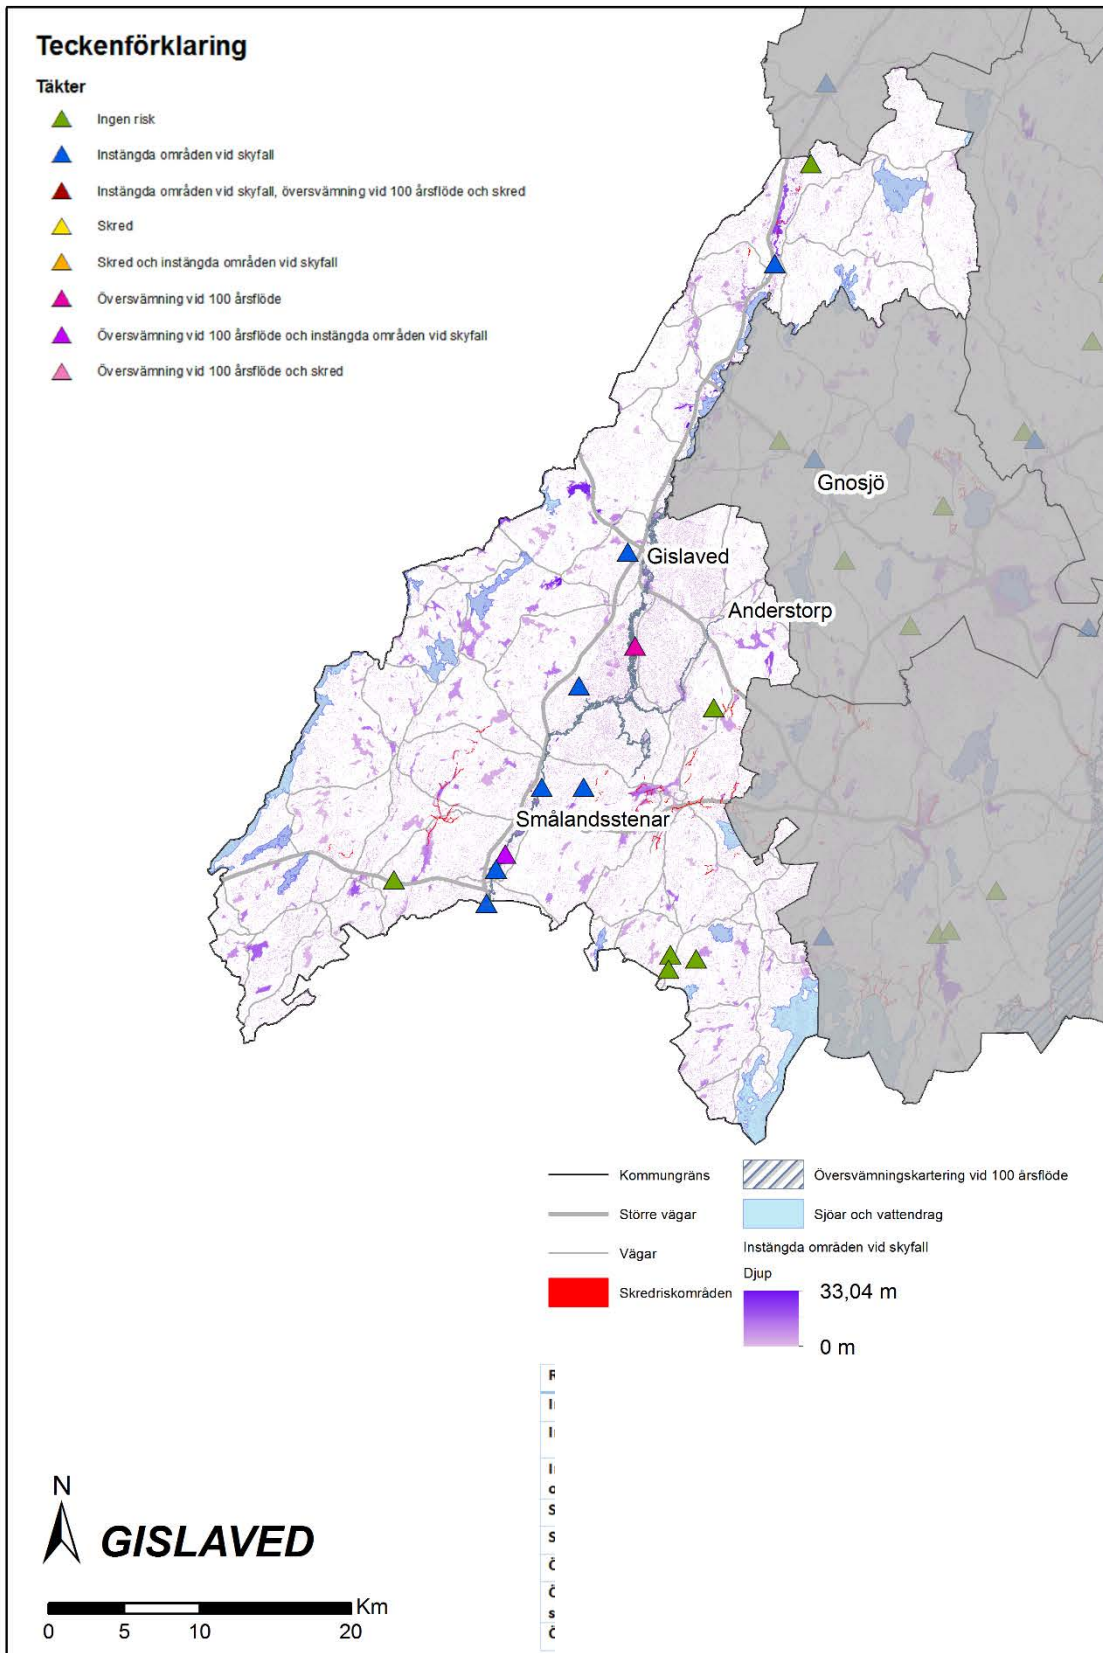 Teckenförklaring
Täkter
Ingen risk
Instängda områden vid skyfall
Instängda områden vid skyfall, översvämning vid 100 årsflöde och skred
Skred
Skred och instängda områden vid skyfall
Översvämning vid 100 årsflöde
Översvämning vid 100 årsflöde och instängda områden vid skyfall
Översvämning vid 100 årsflöde och skred
Gnosjö
Gislaved
Anderstorp
Smålandsstenar
Kommungräns
Större vägar
Vägar
Skredriskområden
Översvämningskartering vid 100 årsflöde
Sjöar och vattendrag
Instängda områden vid skyfall
Djup
33,04 m
0 m
N
GISLAVED
Km
0 5 10 20